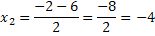 x₂ = (−2 − 6)/2 = −8/2 = −4